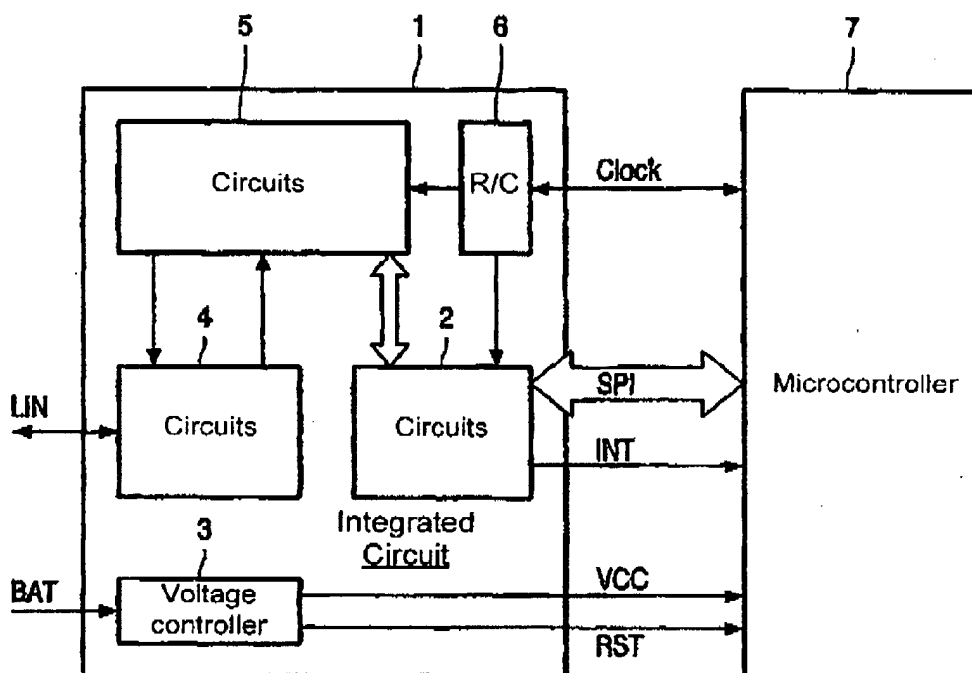 5
1
6
7
Circuits
R/C
Clock
4
2
LIN
Circuits
Circuits
SPI
Microcontroller
INT
Integrated
Circuit
3
BAT
Voltage
controller
VCC
RST